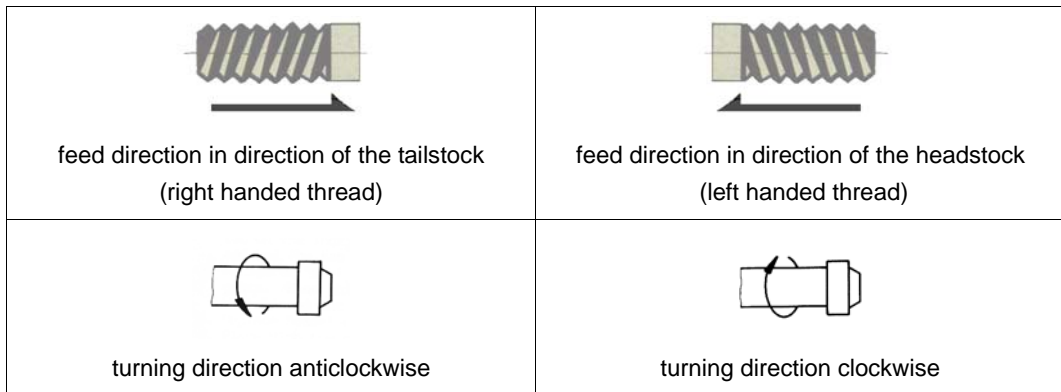 feed direction in direction of the tailstock
(right handed thread)
feed direction in direction of the headstock
(left handed thread)
turning direction anticlockwise
turning direction clockwise